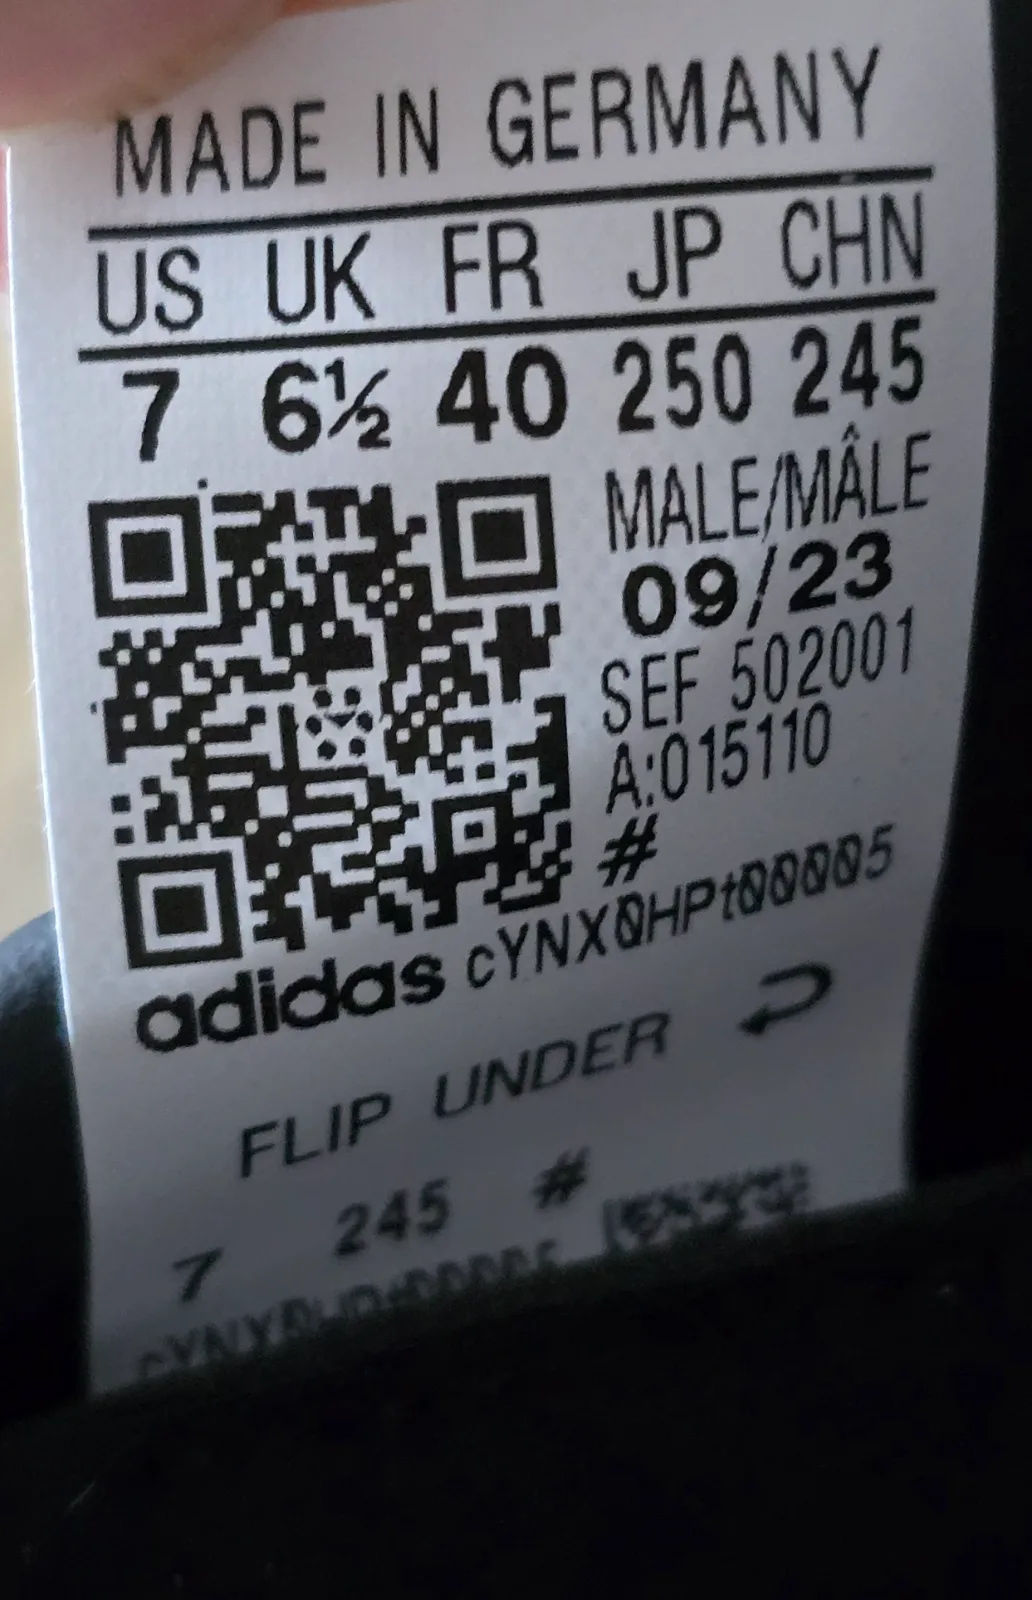 MADE IN GERMANY
US UK FR JP CHN
7 6½ 40 250 245
MALE/MÂLE
09/23
SEF 502001
A:015110
#
adidas cYNX0HPt00005
FLIP UNDER
7 245 #